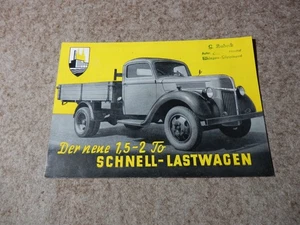 Der neue 1,5-2 To
SCHNELL-LASTWAGEN